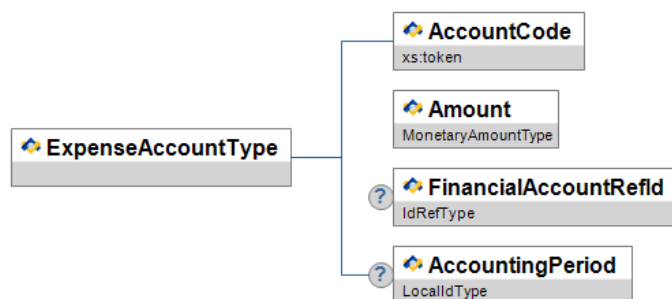 AccountCode
xs:token
Amount
MonetaryAmountType
ExpenseAccountType
? FinancialAccountRefId
IdRefType
? AccountingPeriod
LocalIdType